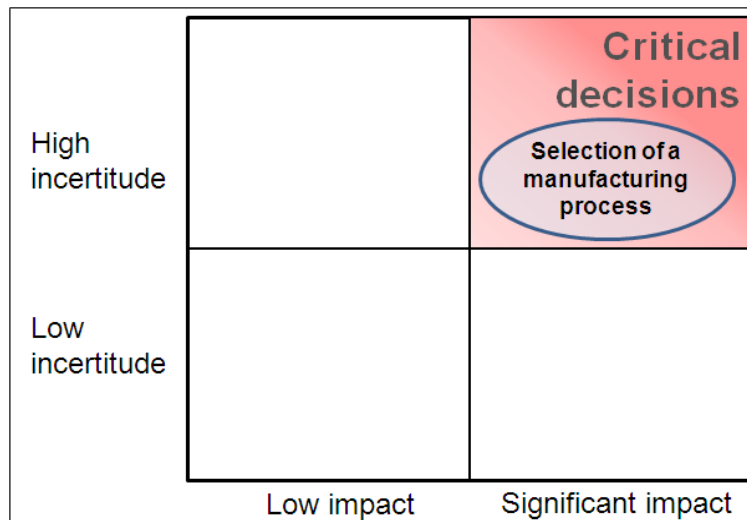 Critical
decisions
High
incertitude
Selection of a
manufacturing
process
Low
incertitude
Low impact
Significant impact